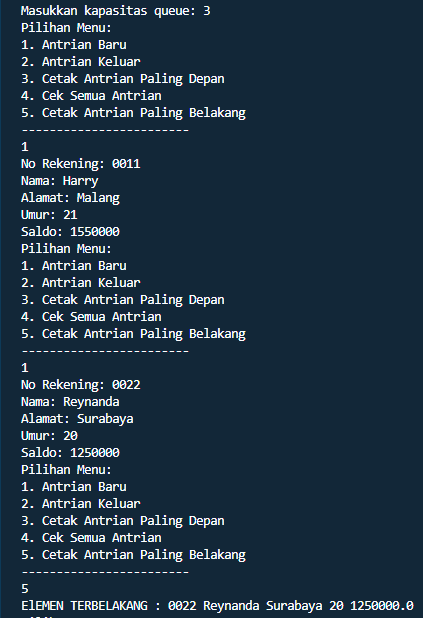 Masukkan kapasitas queue: 3
Pilihan Menu:
1. Antrian Baru
2. Antrian Keluar
3. Cetak Antrian Paling Depan
4. Cek Semua Antrian
5. Cetak Antrian Paling Belakang
------------------------
1
No Rekening: 0011
Nama: Harry
Alamat: Malang
Umur: 21
Saldo: 1550000
Pilihan Menu:
1. Antrian Baru
2. Antrian Keluar
3. Cetak Antrian Paling Depan
4. Cek Semua Antrian
5. Cetak Antrian Paling Belakang
------------------------
1
No Rekening: 0022
Nama: Reynanda
Alamat: Surabaya
Umur: 20
Saldo: 1250000
Pilihan Menu:
1. Antrian Baru
2. Antrian Keluar
3. Cetak Antrian Paling Depan
4. Cek Semua Antrian
5. Cetak Antrian Paling Belakang
------------------------
5
ElEMEN TERBELAKANG : 0022 Reynanda Surabaya 20 1250000.0